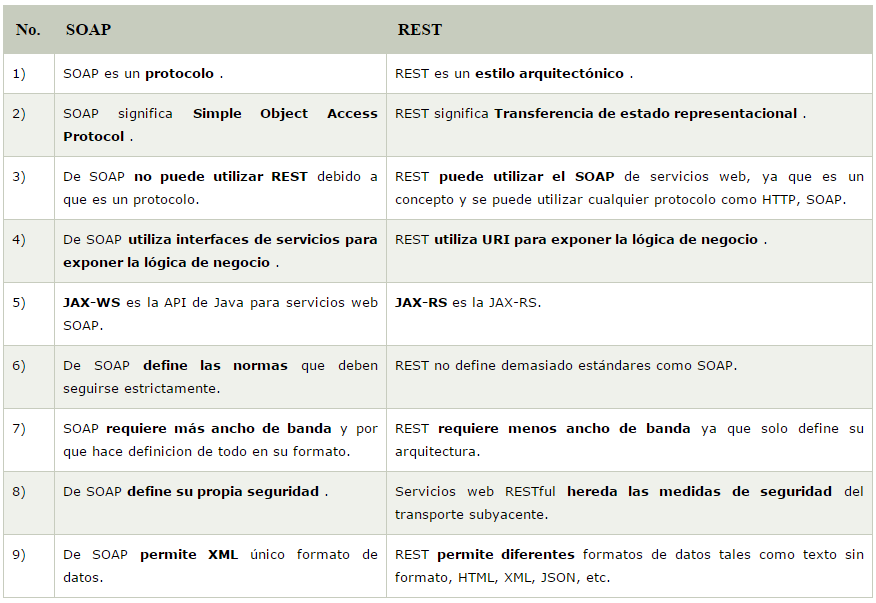 No. SOAP REST
1) SOAP es un protocolo . REST es un estilo arquitectónico .
2) SOAP significa Simple Object Access
Protocol .
REST significa Transferencia de estado representacional .
3) De SOAP no puede utilizar REST debido a
que es un protocolo.
REST puede utilizar el SOAP de servicios web, ya que es un
concepto y se puede utilizar cualquier protocolo como HTTP, SOAP.
4) De SOAP utiliza interfaces de servicios para
exponer la lógica de negocio .
REST utiliza URI para exponer la lógica de negocio .
5) JAX-WS es la API de Java para servicios web
SOAP.
JAX-RS es la JAX-RS.
6) De SOAP define las normas que deben
seguirse estrictamente.
REST no define demasiado estándares como SOAP.
7) SOAP requiere más ancho de banda y por
que hace definicion de todo en su formato.
REST requiere menos ancho de banda ya que solo define su
arquitectura.
8) De SOAP define su propia seguridad .
Servicios web RESTful hereda las medidas de seguridad del
transporte subyacente.
9) De SOAP permite XML único formato de
datos.
REST permite diferentes formatos de datos tales como texto sin
formato, HTML, XML, JSON, etc.